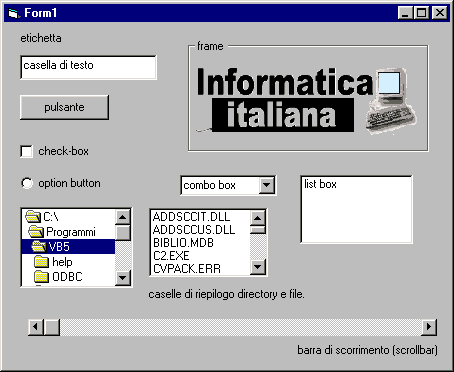 Form1
etichetta
casella di testo
pulsante
frame
Informatica
italiana
check-box
option button
combo box
list box
C:\
Programmi
VB5
help
ODBC
ADDSCCIT.DLL
ADDSCCUS.DLL
BIBLIO.MDB
C2.EXE
CVPACK.ERR
caselle di riepilogo directory e file.
barra di scorrimento (scrollbar)